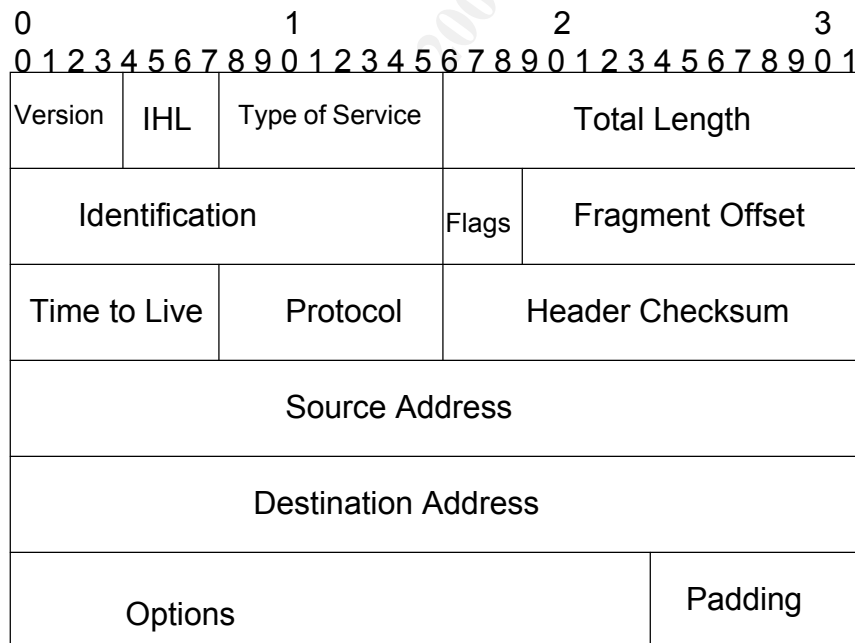 0 1 2 3
0 1 2 3 4 5 6 7 8 9 0 1 2 3 4 5 6 7 8 9 0 1 2 3 4 5 6 7 8 9 0 1
Version IHL Type of Service Total Length
Identification Flags Fragment Offset
Time to Live Protocol Header Checksum
Source Address
Destination Address
Options Padding